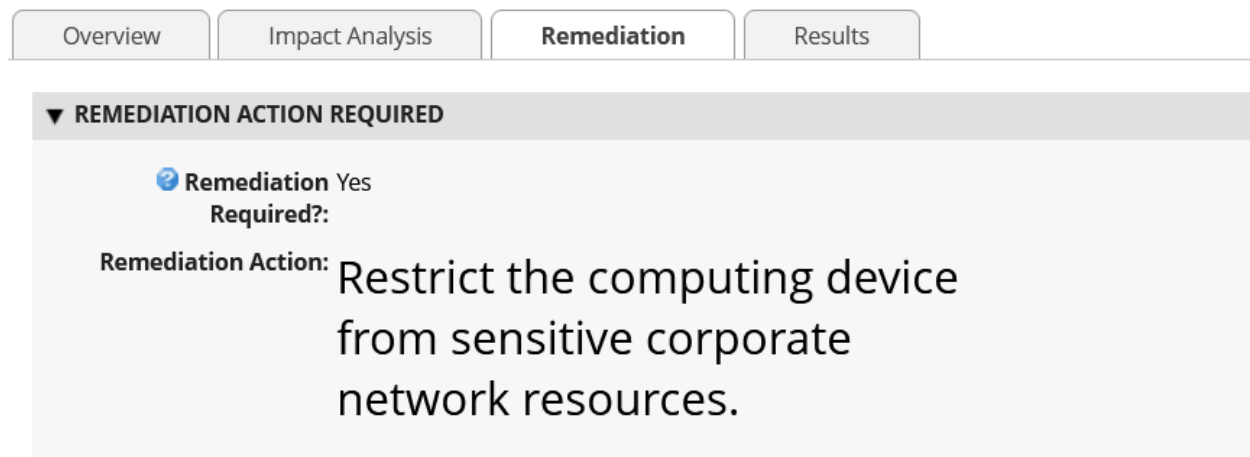 Overview Impact Analysis Remediation Results
▼ REMEDIATION ACTION REQUIRED
? Remediation Yes
Required?:
Remediation Action: Restrict the computing device
from sensitive corporate
network resources.